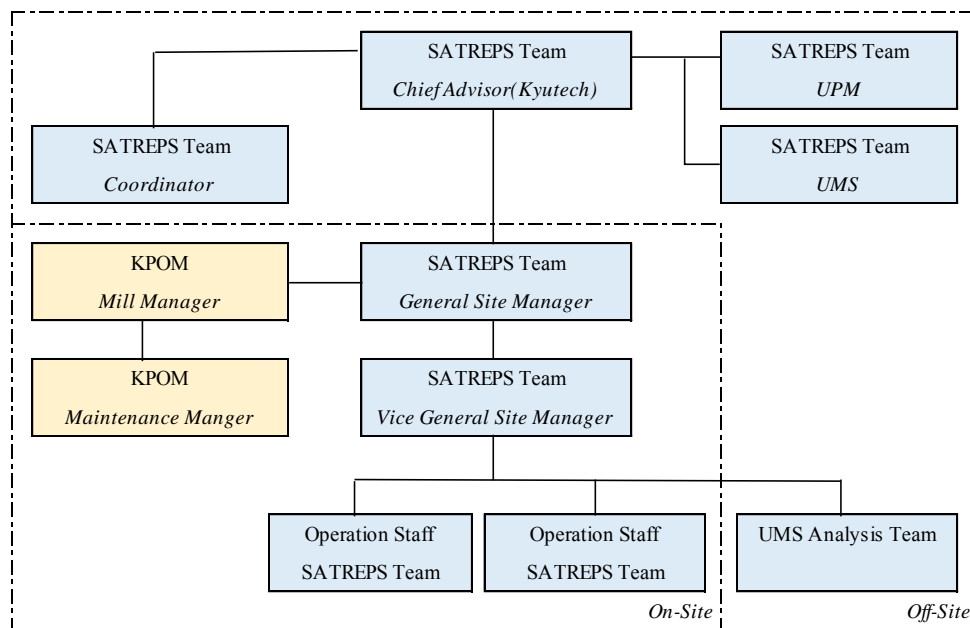 SATREPS Team
Chief Advisor(Kyutech)
SATREPS Team
UPM
SATREPS Team
Coordinator
SATREPS Team
UMS
KPOM
Mill Manager
SATREPS Team
General Site Manager
KPOM
Maintenance Manger
SATREPS Team
Vice General Site Manager
Operation Staff
SATREPS Team
Operation Staff
SATREPS Team
UMS Analysis Team
On-Site
Off-Site